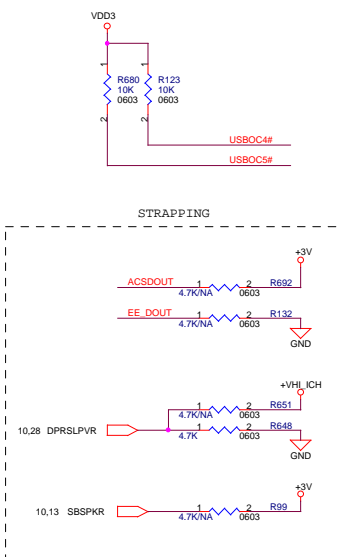 VDD3
1 1
R680 R123
10K 10K
0603 0603
2 2
USBOC4#
USBOC5#
STRAPPING
+3V
ACSDOUT 1 2 R692
4.7K/NA 0603
EE_DOUT 1 2 R132
4.7K/NA 0603
GND
+VHI_ICH
1 2 R651
4.7K/NA 0603
10,28 DPRSLPVR 1 2 R648
4.7K 0603
GND
+3V
10,13 SBSPKR 1 2 R99
4.7K/NA 0603